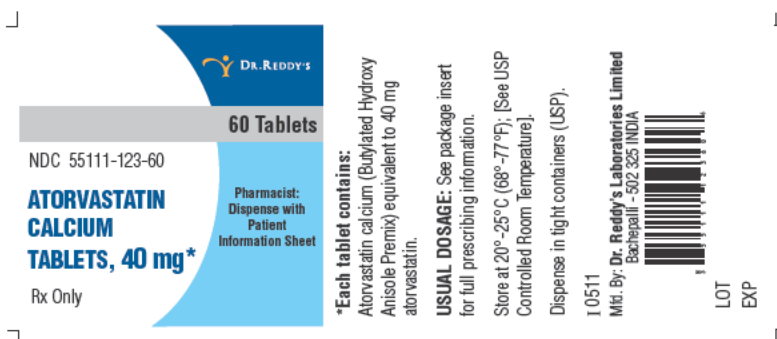 DR.REDDY'S
60 Tablets
NDC 55111-123-60
ATORVASTATIN
CALCIUM
TABLETS, 40 mg*
Rx Only
Pharmacist:
Dispense with
Patient
Information Sheet
*Each tablet contains:
Atorvastatin calcium (Butylated Hydroxy
Anisole Premix) equivalent to 40 mg
atorvastatin.
USUAL DOSAGE: See package insert
for full prescribing information.
Store at 20°-25°C (68°-77°F); [See USP
Controlled Room Temperature].
Dispense in tight containers (USP).
I 0511
Mfd. By: Dr. Reddy's Laboratories Limited
Bachepalli - 502 325 INDIA
LOT
EXP